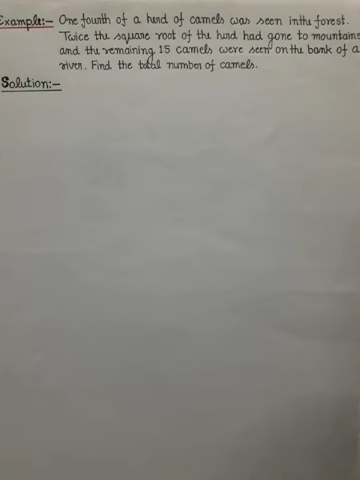 Example:- One fourth of a herd of camels was seen in the forest.
Twice the square root of the herd had gone to mountains
and the remaining 15 camels were seen on the bank of a
river. Find the total number of camels.
Solution:-